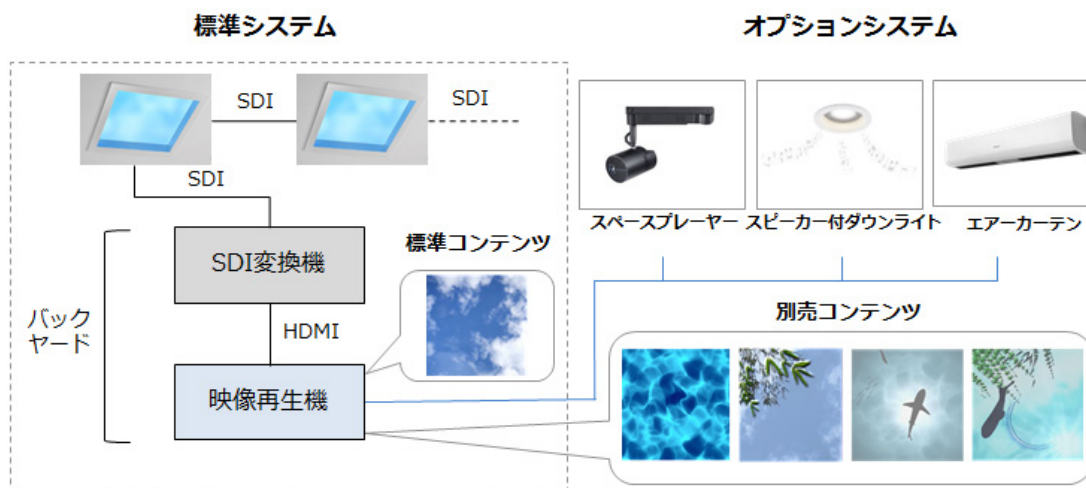 標準システム
オプションシステム
SDI
SDI
SDI
スペースプレーヤー
スピーカー付ダウンライト
エアーカーテン
SDI変換機
標準コンテンツ
バック
ヤード
HDMI
別売コンテンツ
映像再生機